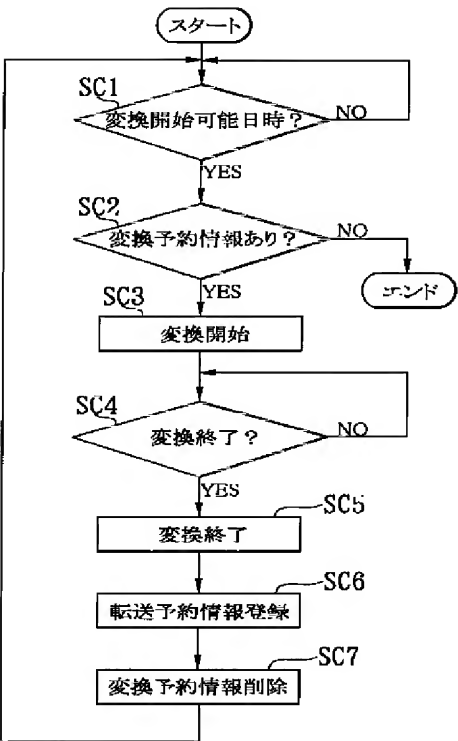 スタート
SC1
変換開始可能日時？
NO
YES
SC2
変換予約情報あり？
NO
YES
エンド
SC3
変換開始
SC4
変換終了？
NO
YES
SC5
変換終了
SC6
転送予約情報登録
SC7
変換予約情報削除